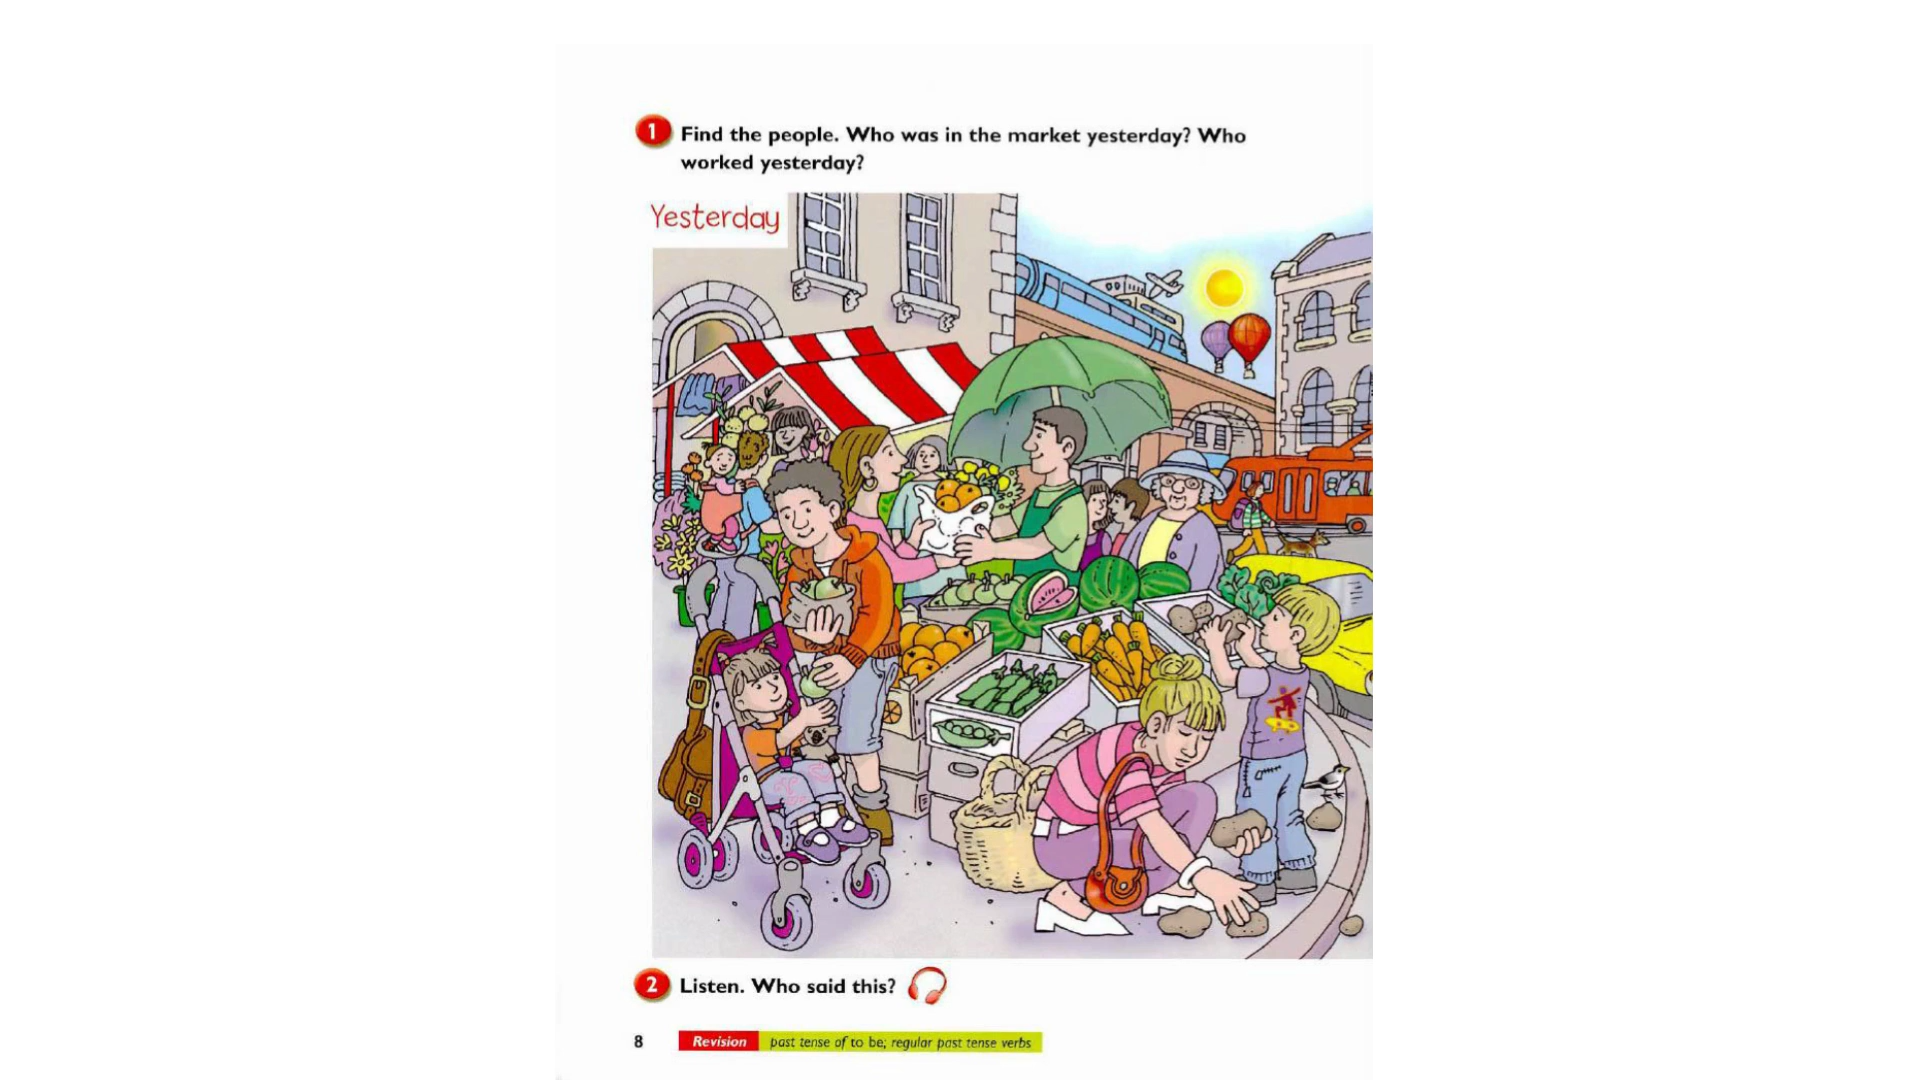 1 Find the people. Who was in the market yesterday? Who
worked yesterday?
Yesterday
2 Listen. Who said this?
8 Revision past tense of to be; regular past tense verbs